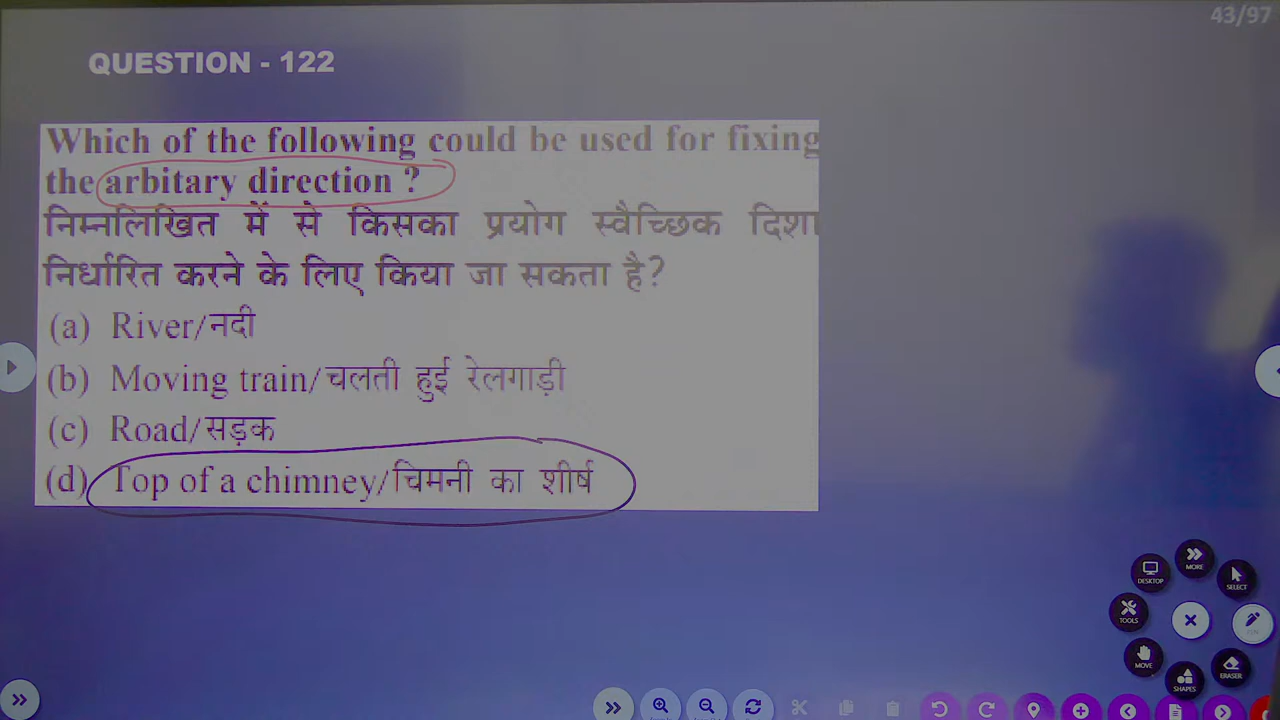 43/97
QUESTION - 122
Which of the following could be used for fixing
the arbitary direction ?
निम्नलिखित में से किसका प्रयोग स्वैच्छिक दिशा
निर्धारित करने के लिए किया जा सकता है?
(a) River/नदी
(b) Moving train/चलती हुई रेलगाड़ी
(c) Road/सड़क
(d) Top of a chimney/चिमनी का शीर्ष
MORE
DESKTOP
SELECT
TOOLS
MOVE
ERASER
SHAPES